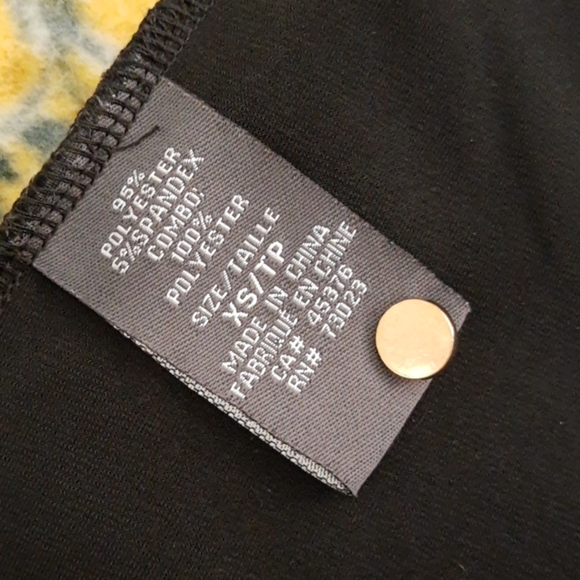 95%
POLYESTER
5% SPANDEX
COMBO:
100%
POLYESTER
SIZE/TAILLE
XS/TP
MADE IN CHINA
FABRIQUE EN CHINE
CA# 45376
RN# 73023